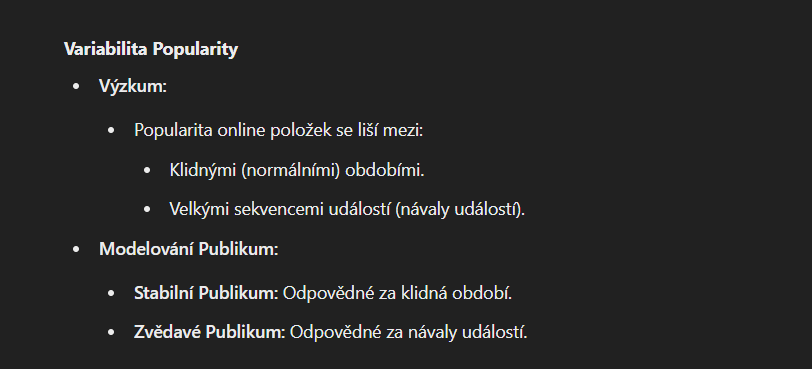 Variabilita Popularity
• Výzkum:
• Popularita online položek se liší mezi:
• Klidnými (normálními) obdobími.
• Velkými sekvencemi událostí (návaly událostí).
• Modelování Publikum:
• Stabilní Publikum: Odpovědné za klidná období.
• Zvědavé Publikum: Odpovědné za návaly událostí.